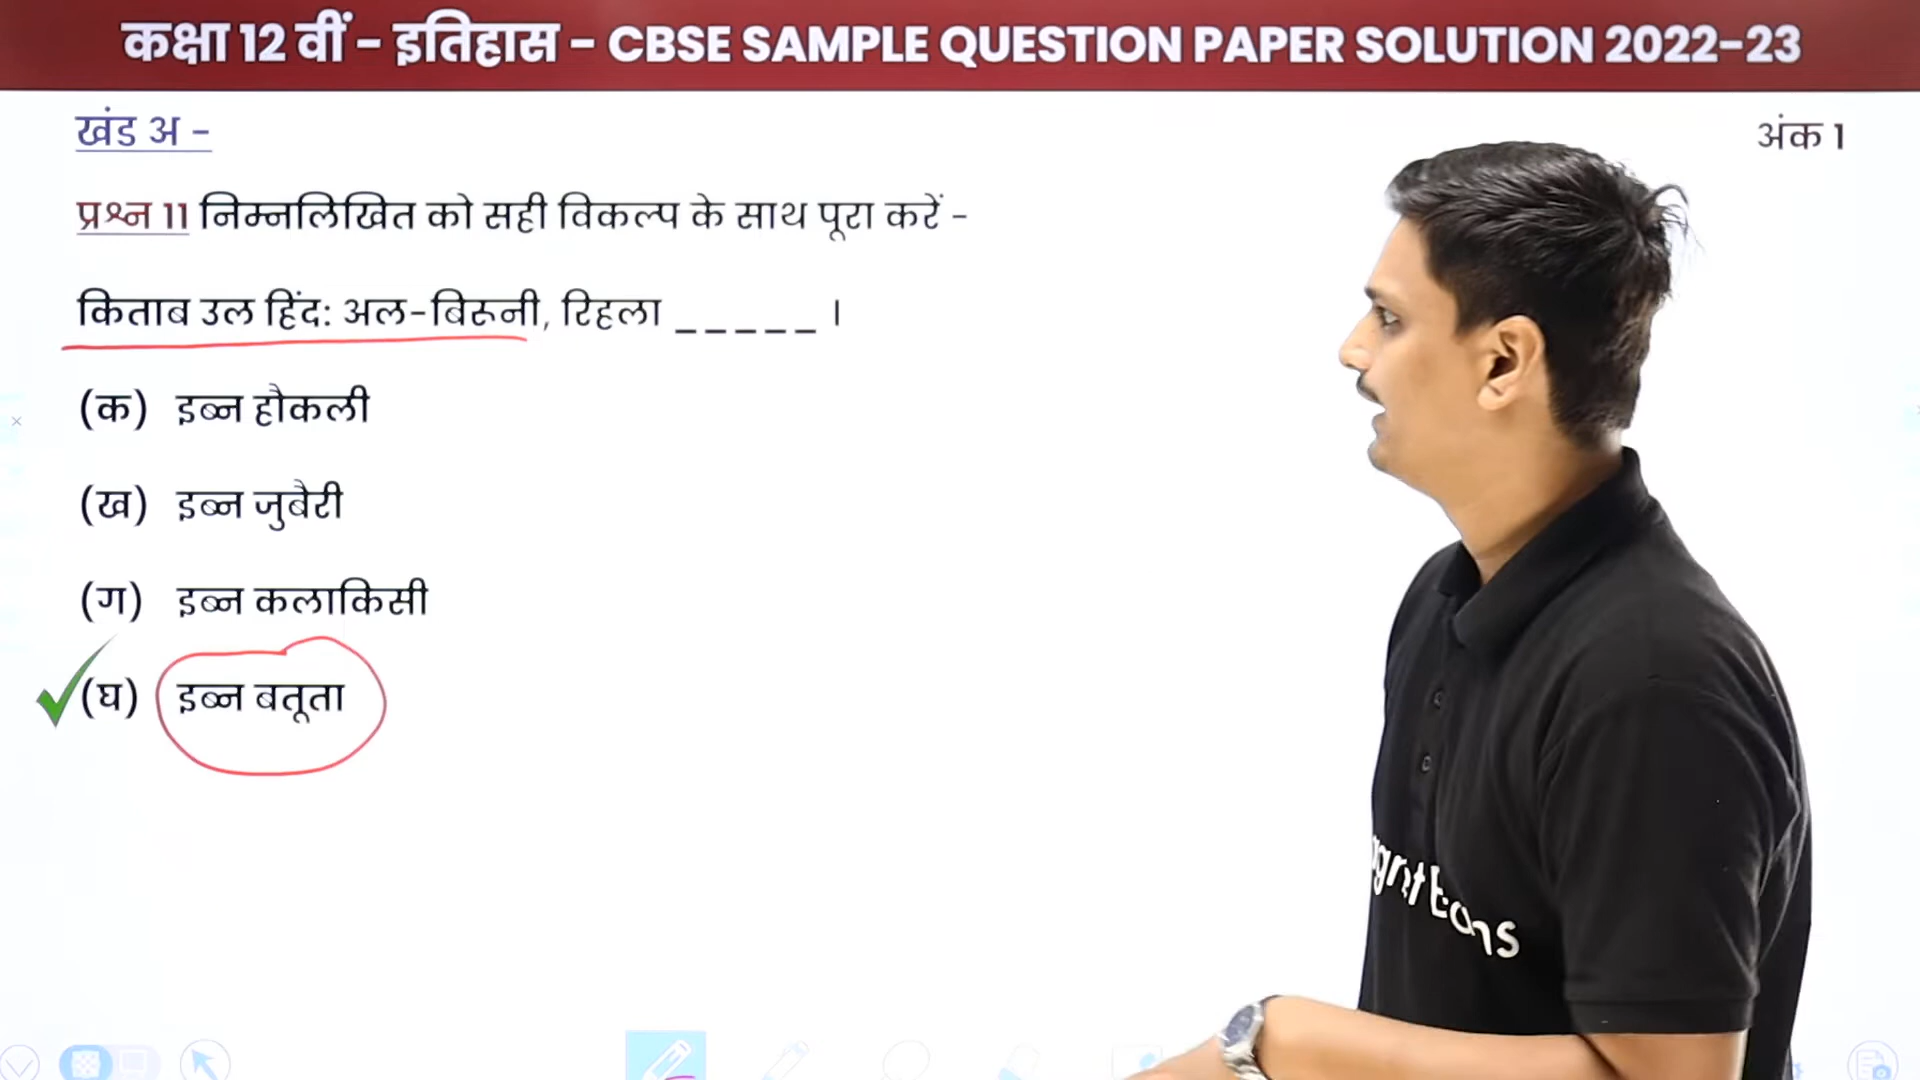 कक्षा 12 वीं - इतिहास - CBSE SAMPLE QUESTION PAPER SOLUTION 2022-23
खंड अ -
अंक 1
प्रश्न 11 निम्नलिखित को सही विकल्प के साथ पूरा करें -
किताब उल हिंद: अल-बिरूनी, रिहला _ _ _ _ _ ।
(क) इब्न हौकली
(ख) इब्न जुबैरी
(ग) इब्न कलाकिसी
(घ) इब्न बतूता